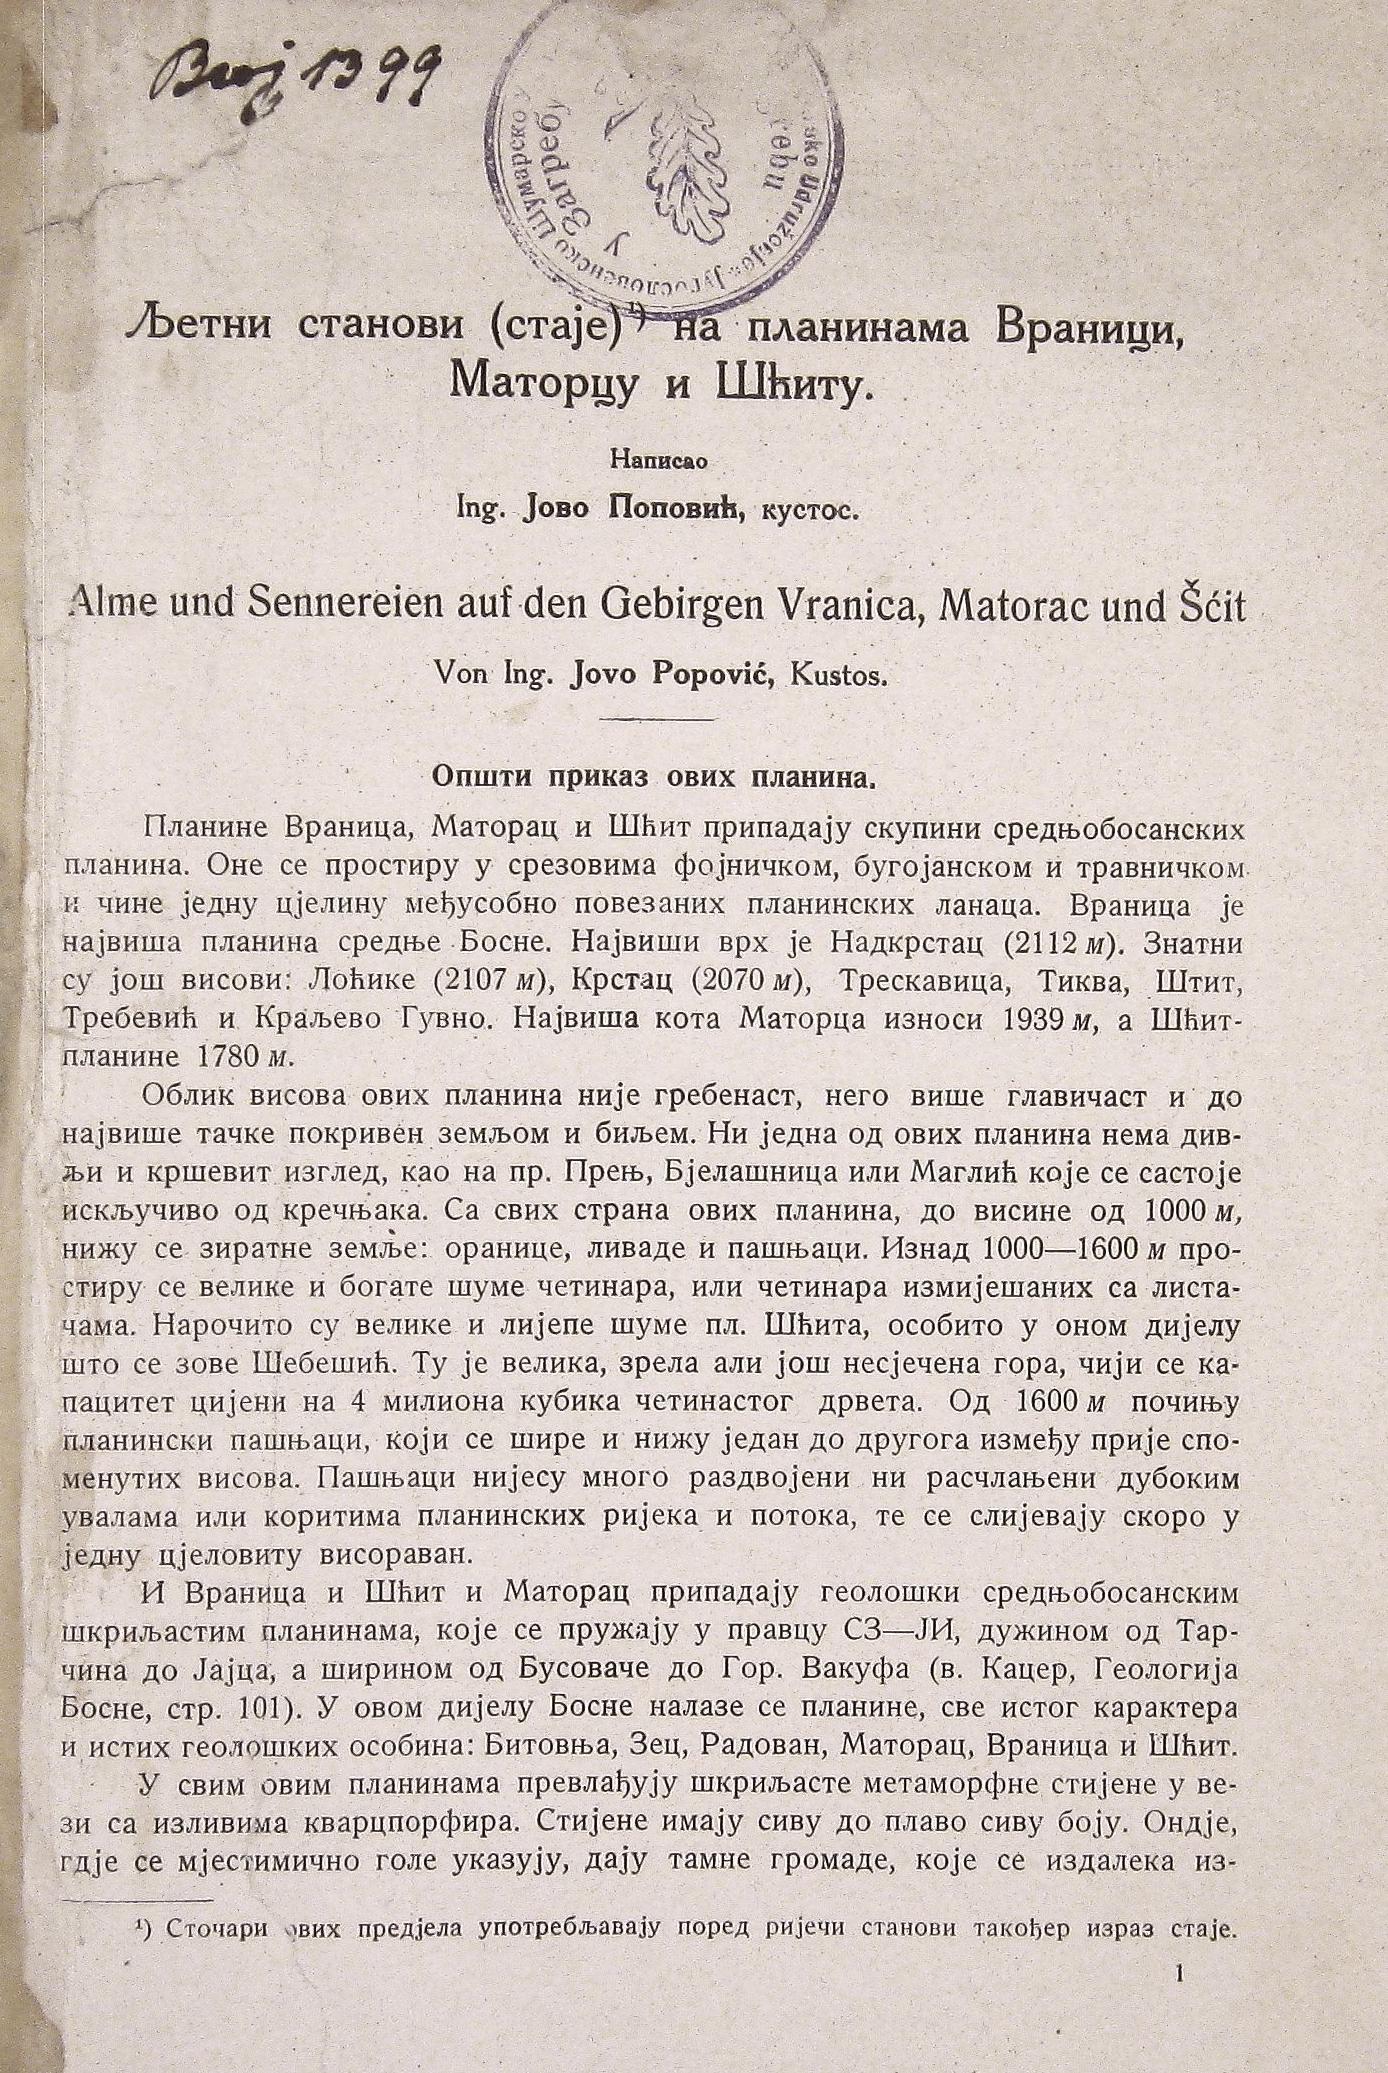 Број 1399
Југословенско Шумарско
у Загребу
Udruženje
Љетни станови (стаје)¹) на планинама Враници,
Маторцу и Шћиту.
Написао
Ing. Јово Поповић, кустос.
Alme und Sennereien auf den Gebirgen Vranica, Matorac und Šćit
Von Ing. Jovo Popović, Kustos.
Општи приказ ових планина.
Планине Враница, Маторац и Шћит припадају скупини средњобосанских
планина. Оне се простиру у срезовима фојничком, бугојанском и травничком
и чине једну цјелину међусобно повезаних планинских ланаца. Враница је
највиша планина средње Босне. Највиши врх је Надкрстац (2112 м). Знатни
су још висови: Лоћике (2107 м), Крстац (2070 м), Трескавица, Тиква, Штит,
Требевић и Краљево Гувно. Највиша кота Маторца износи 1939 м, а Шћит-
планине 1780 м.
Облик висова ових планина није гребенаст, него више главичаст и до
највише тачке покривен земљом и биљем. Ни једна од ових планина нема див-
љи и кршевит изглед, као на пр. Прењ, Бјелашница или Маглић које се састоје
искључиво од кречњака. Са свих страна ових планина, до висине од 1000 м,
нижу се зиратне земље: оранице, ливаде и пашњаци. Изнад 1000—1600 м про-
стиру се велике и богате шуме четинара, или четинара измијешаних са листа-
чама. Нарочито су велике и лијепе шуме пл. Шћита, особито у оном дијелу
што се зове Шебешић. Ту је велика, зрела али још несјечена гора, чији се ка-
пацитет цијени на 4 милиона кубика четинастог дрвета. Од 1600 м почињу
планински пашњаци, који се шире и нижу један до другога између прије спо-
менутих висова. Пашњаци нијесу много раздвојени ни расчлањени дубоким
увалама или коритима планинских ријека и потока, те се слијевају скоро у
једну цјеловиту висораван.
И Враница и Шћит и Маторац припадају геолошки средњобосанским
шкриљастим планинама, које се пружају у правцу СЗ—ЈИ, дужином од Тар-
чина до Јајца, а ширином од Бусоваче до Гор. Вакуфа (в. Кацер, Геологија
Босне, стр. 101). У овом дијелу Босне налазе се планине, све истог карактера
и истих геолошких особина: Битовња, Зец, Радован, Маторац, Враница и Шћит.
У свим овим планинама превлађују шкриљасте метаморфне стијене у ве-
зи са изливима кварцпорфира. Стијене имају сиву до плаво сиву боју. Ондје,
гдје се мјестимично голе указују, дају тамне громаде, које се издалека из-
¹) Сточари ових предјела употребљавају поред ријечи станови такођер израз стаје.
1